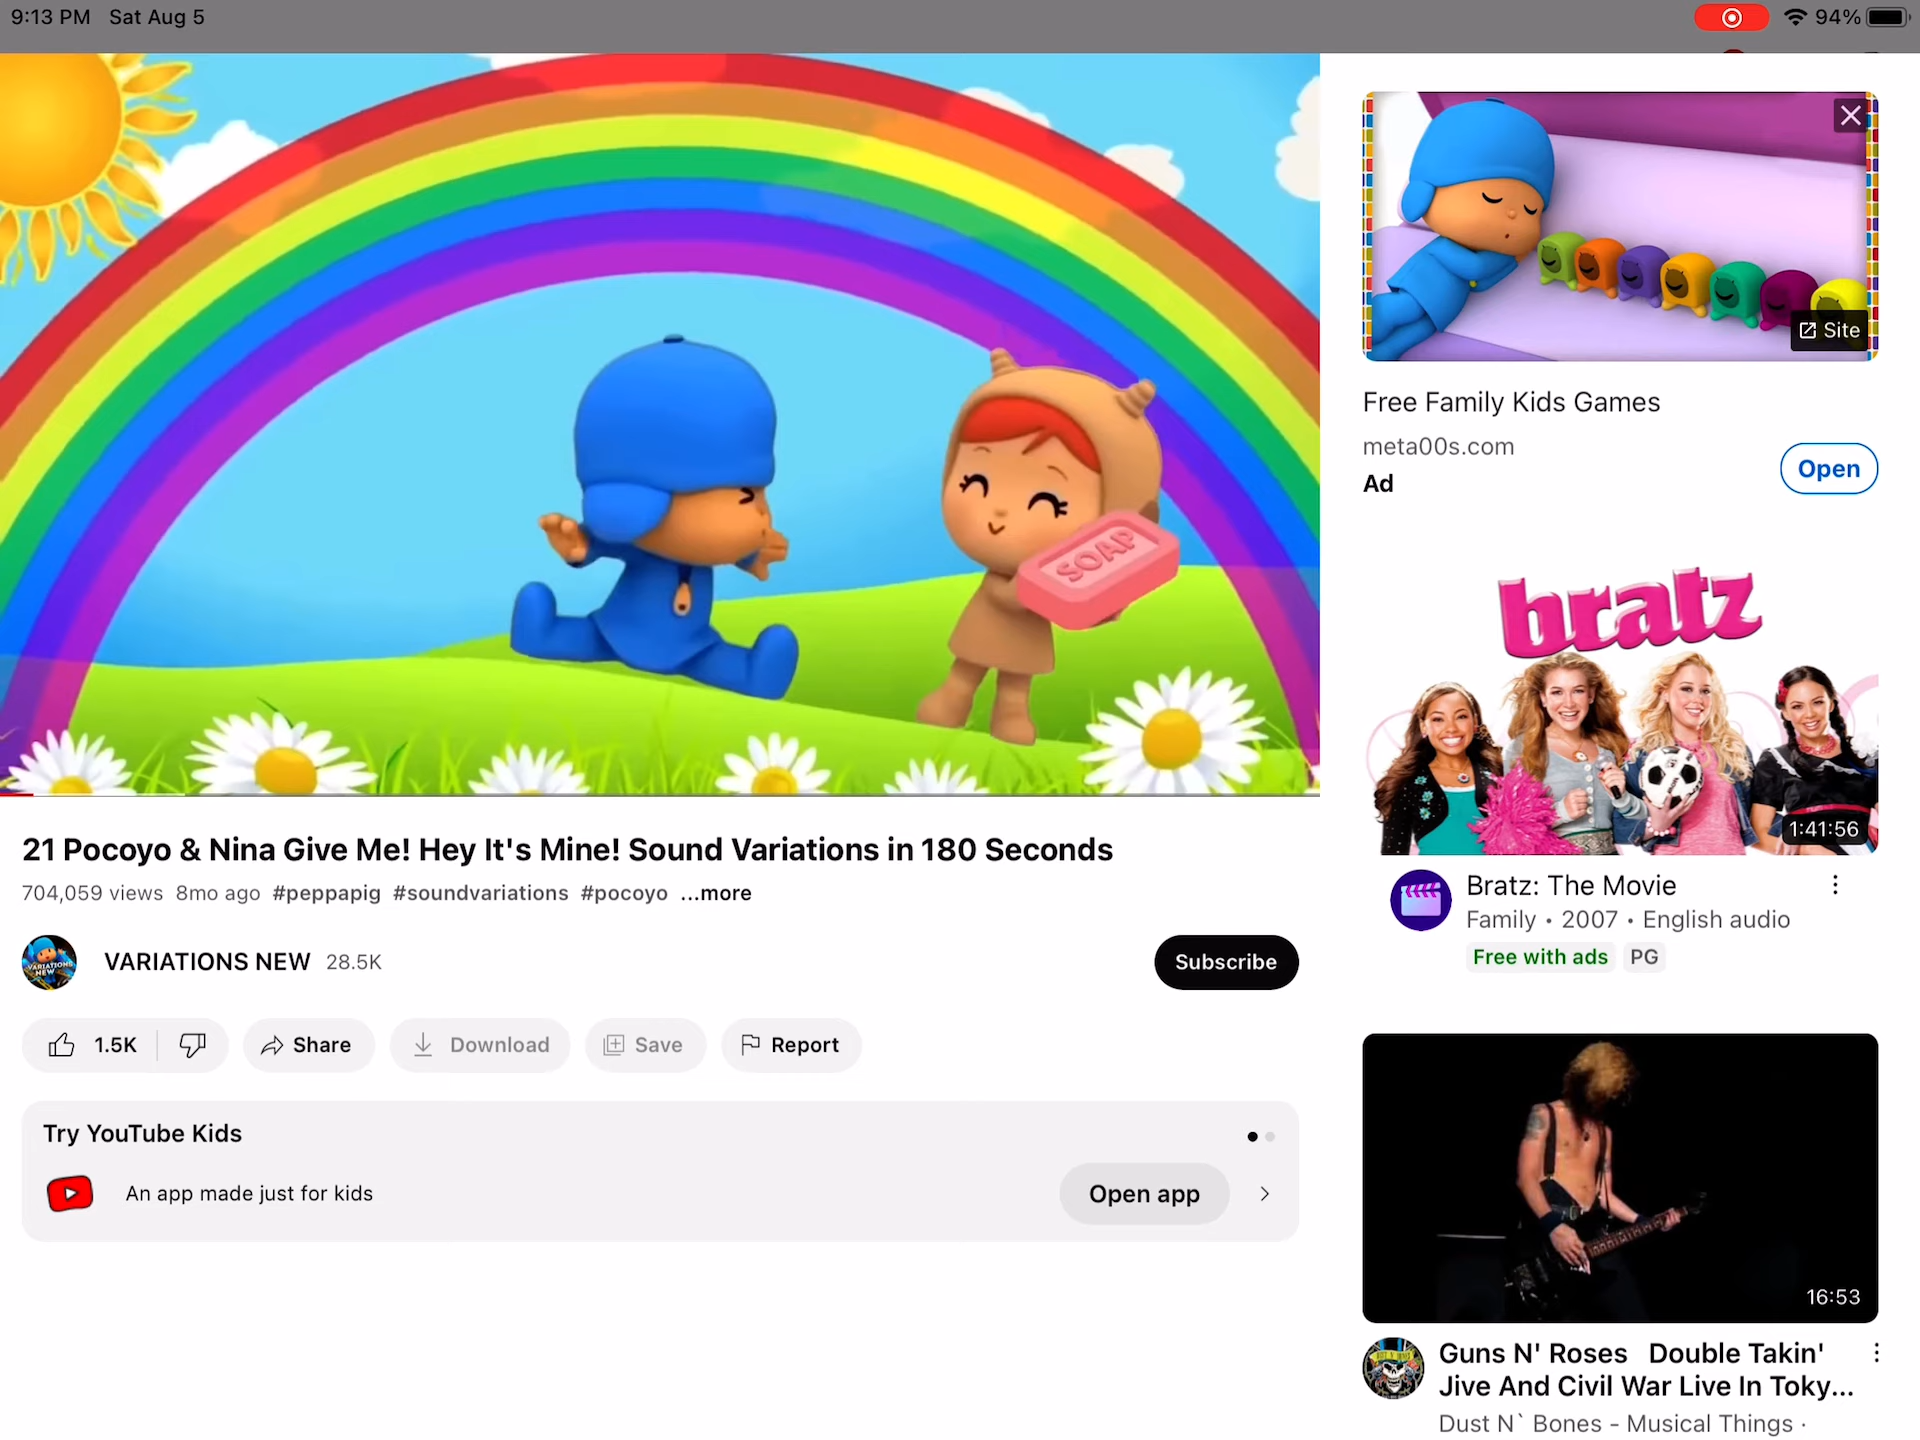 9:13 PM Sat Aug 5
94%
SOAP
Site
Free Family Kids Games
meta00s.com
Ad
Open
bratz
1:41:56
Bratz: The Movie
Family • 2007 • English audio
Free with ads PG
21 Pocoyo & Nina Give Me! Hey It's Mine! Sound Variations in 180 Seconds
704,059 views 8mo ago #peppapig #soundvariations #pocoyo ...more
VARIATIONS NEW
VARIATIONS NEW 28.5K
Subscribe
1.5K
Share
Download
Save
Report
Try YouTube Kids
An app made just for kids
Open app
16:53
Guns N' Roses Double Takin'
Jive And Civil War Live In Toky...
Dust N` Bones - Musical Things ·